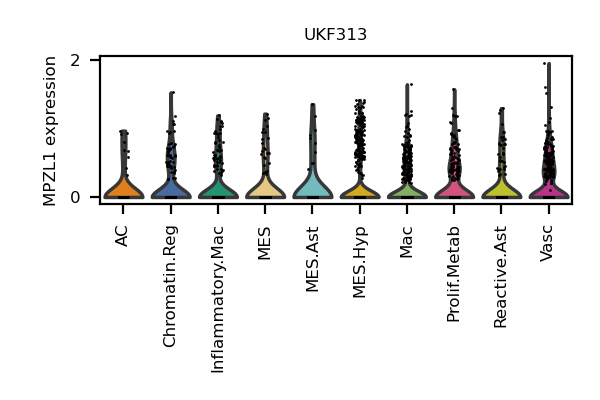 UKF313
MPZL1 expression
2
0
AC
Chromatin.Reg
Inflammatory.Mac
MES
MES.Ast
MES.Hyp
Mac
Prolif.Metab
Reactive.Ast
Vasc